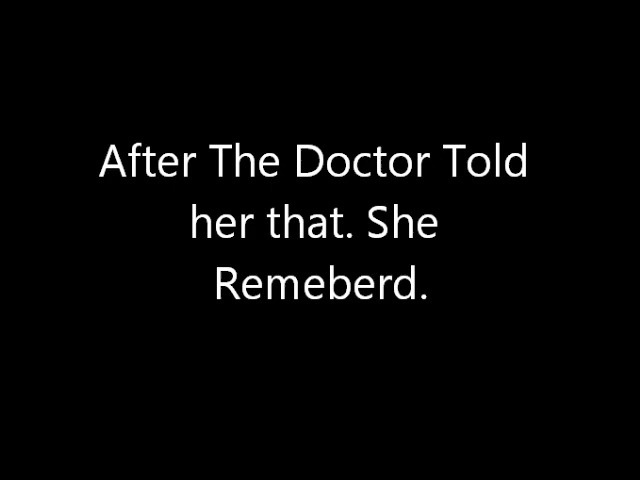 After The Doctor Told
her that. She
Remeberd.